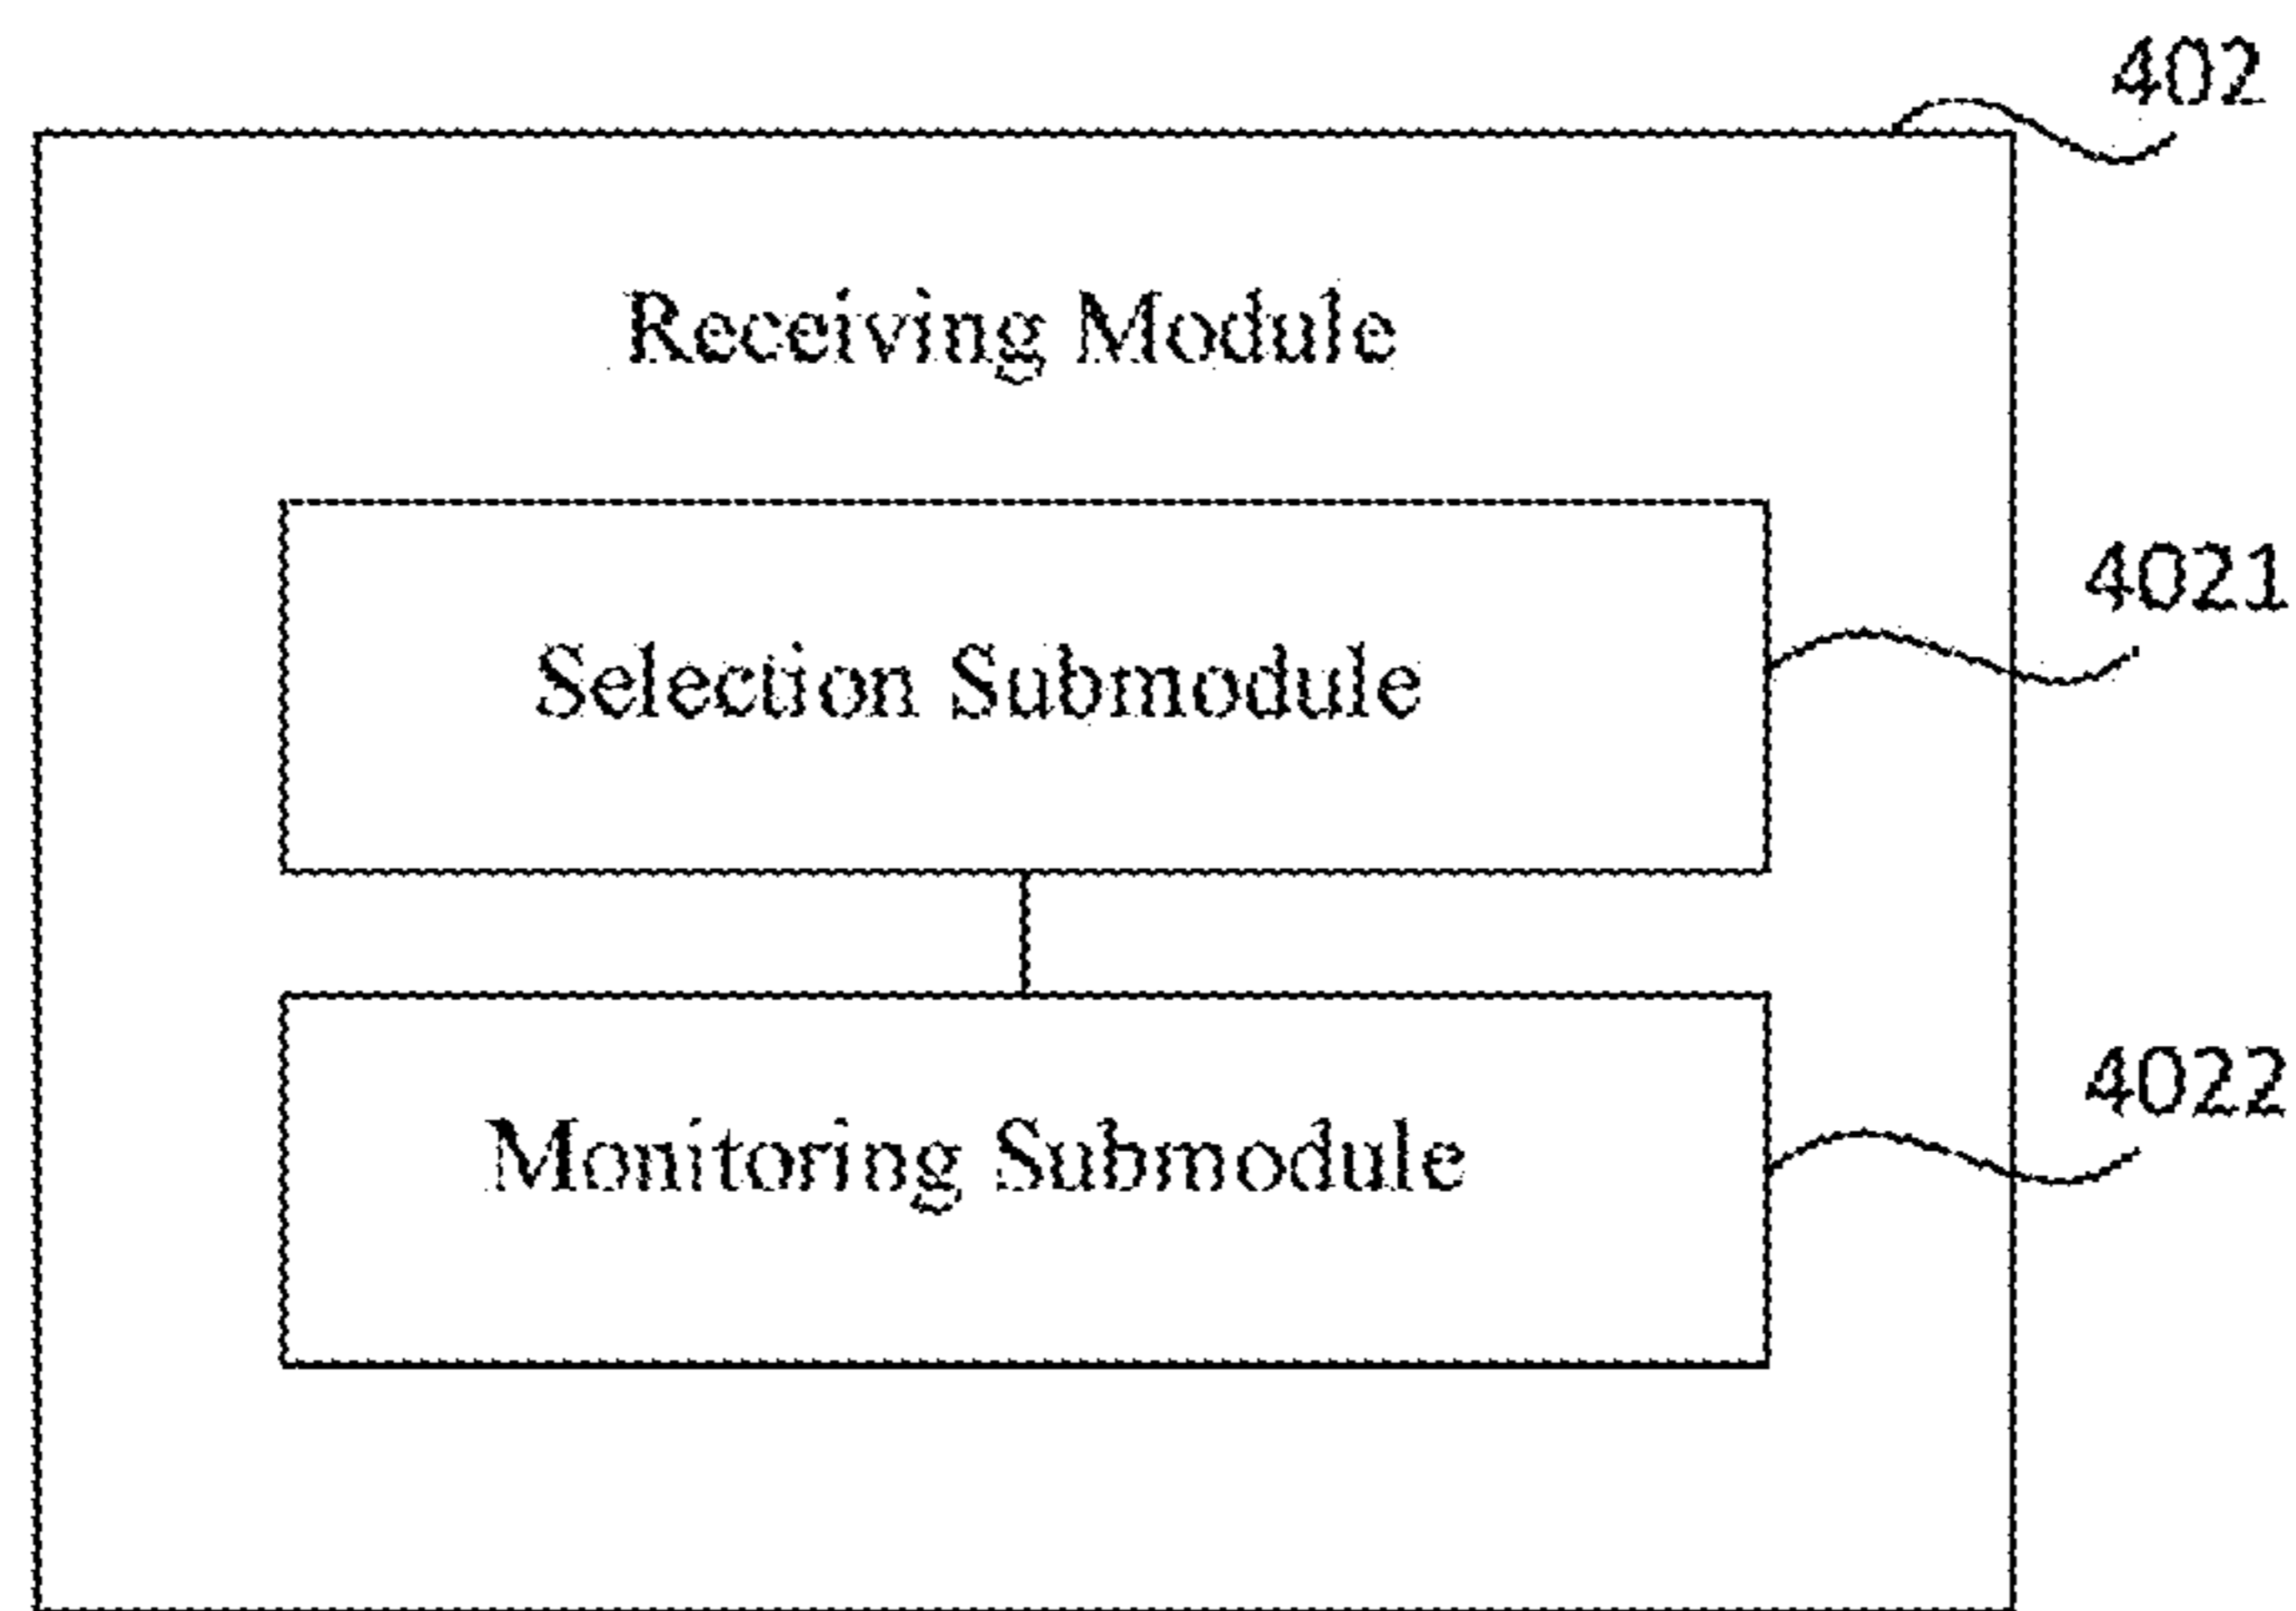 402
Receiving Module
4021
Selection Submodule
4022
Monitoring Submodule